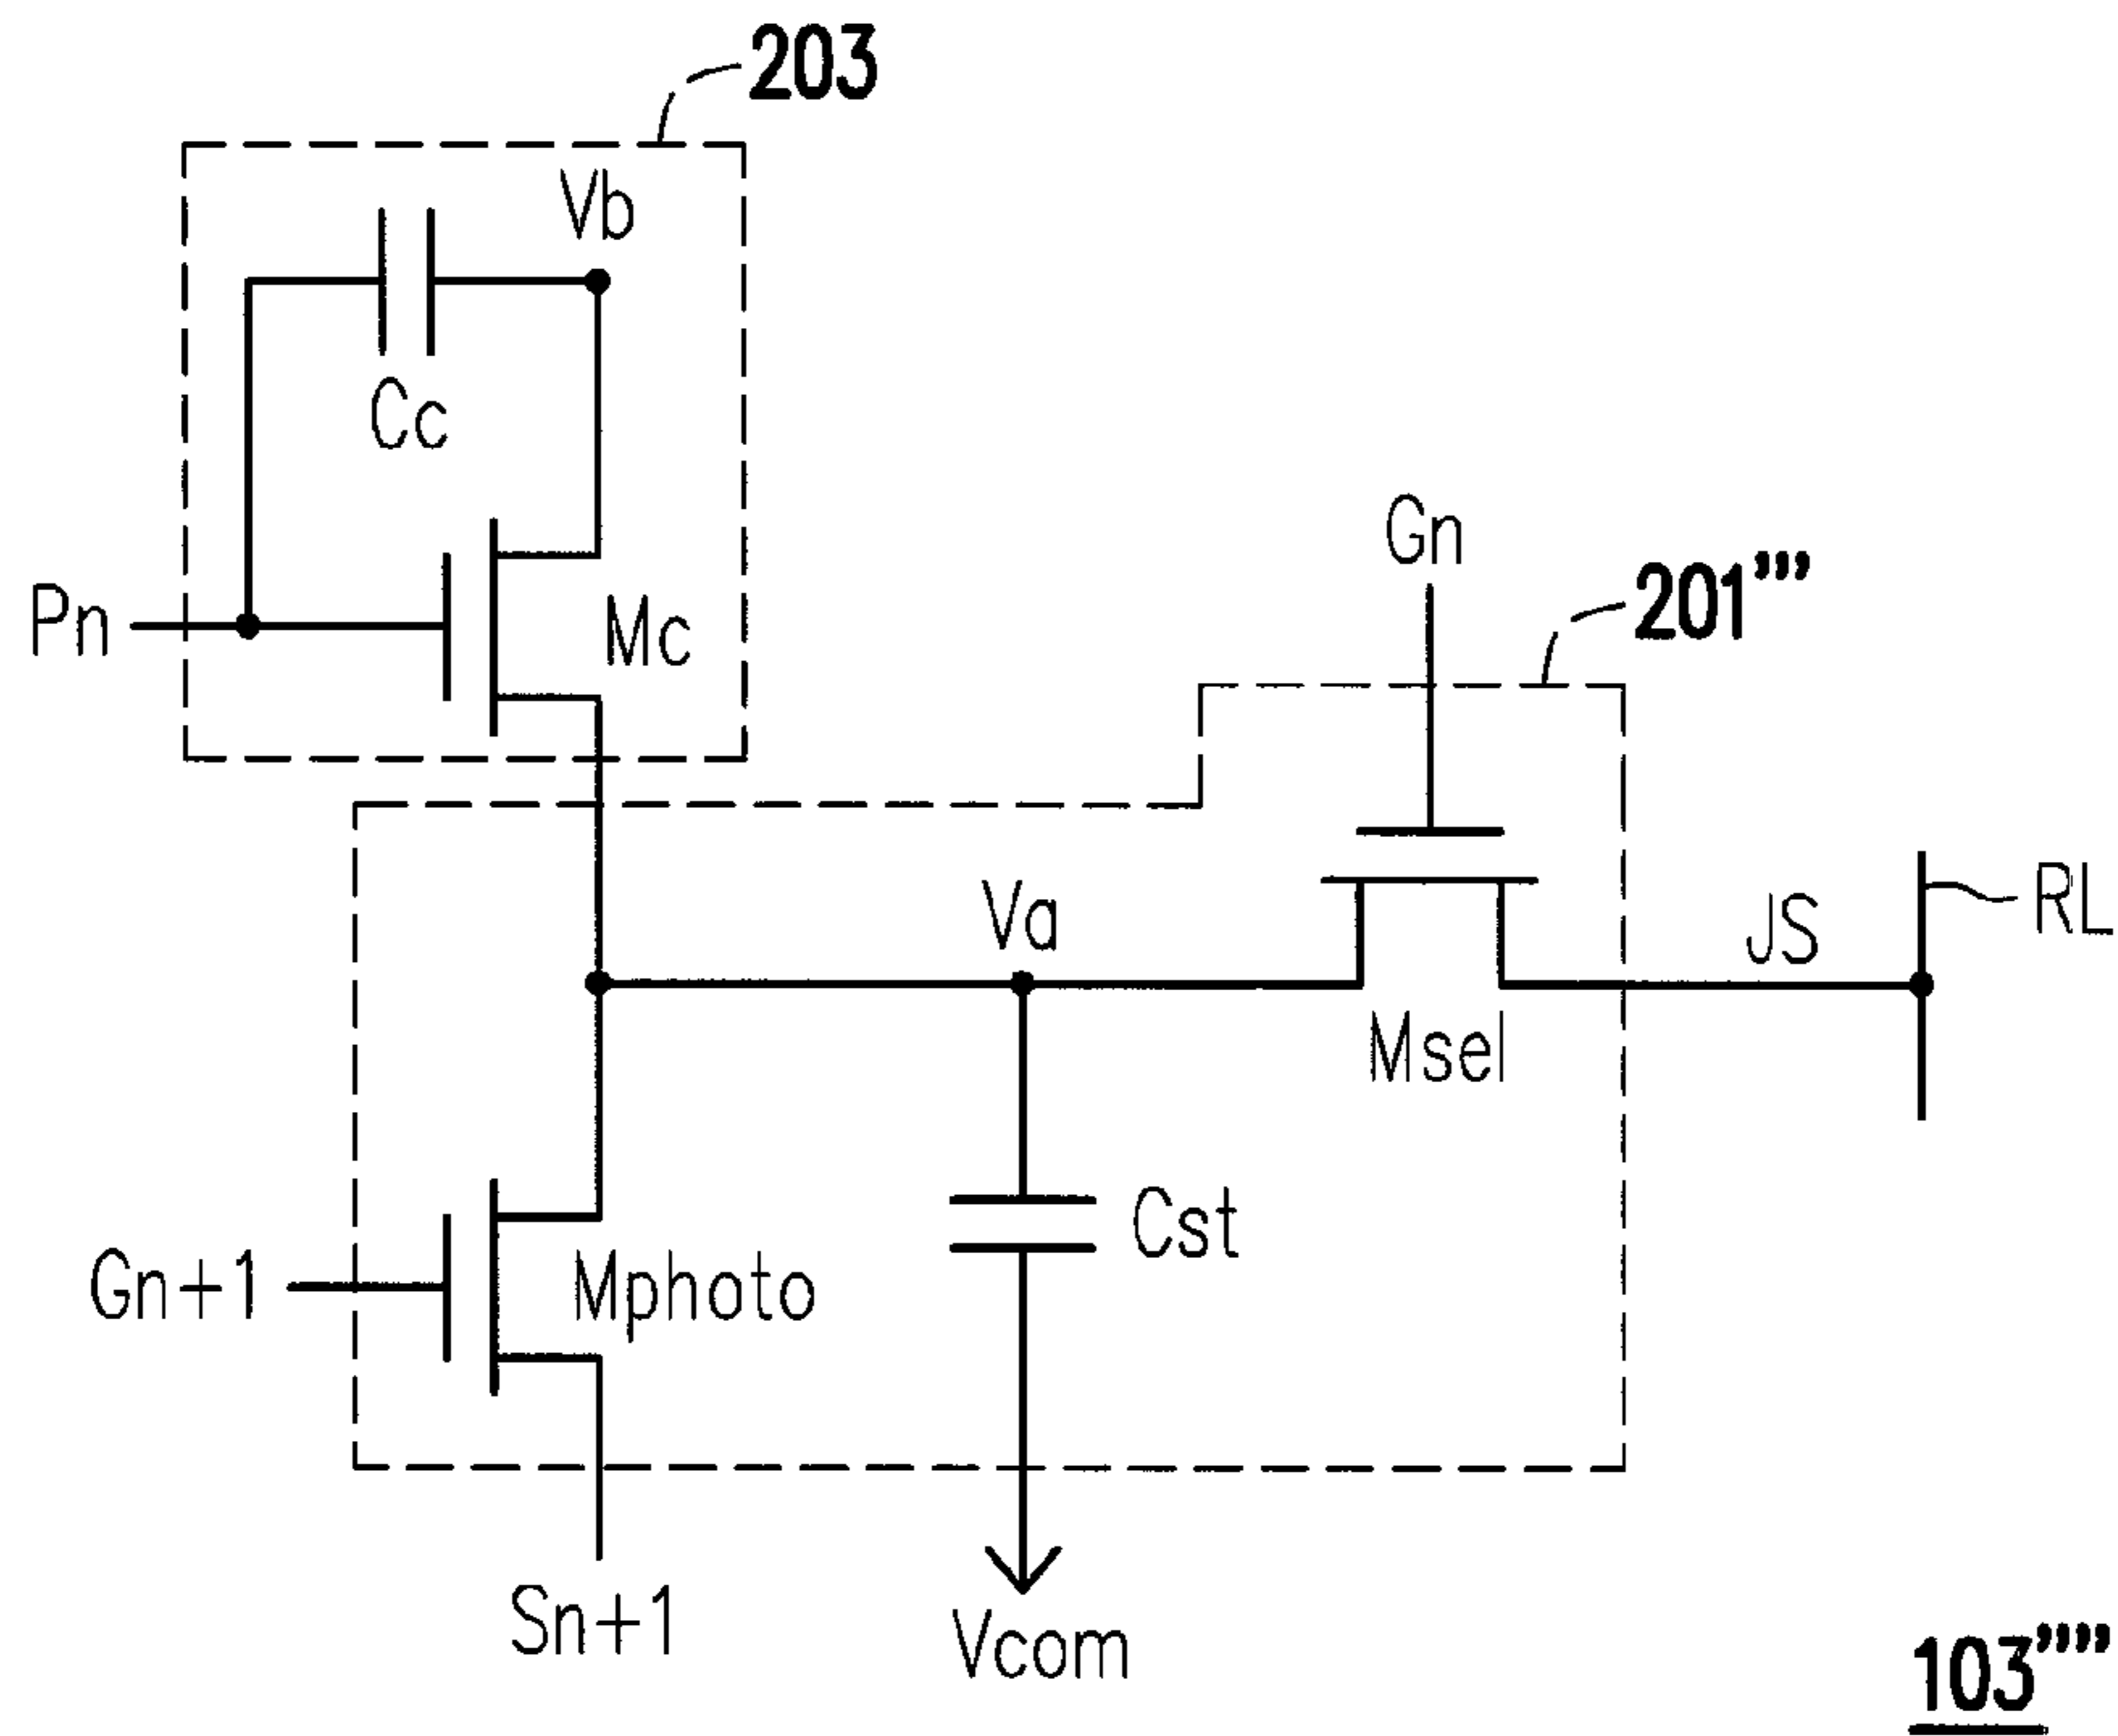 203
Vb
Cc
Gn
201'''
Pn
Mc
RL
Va
JS
Msel
Cst
Gn+1
Mphoto
Sn+1
Vcom
103''''